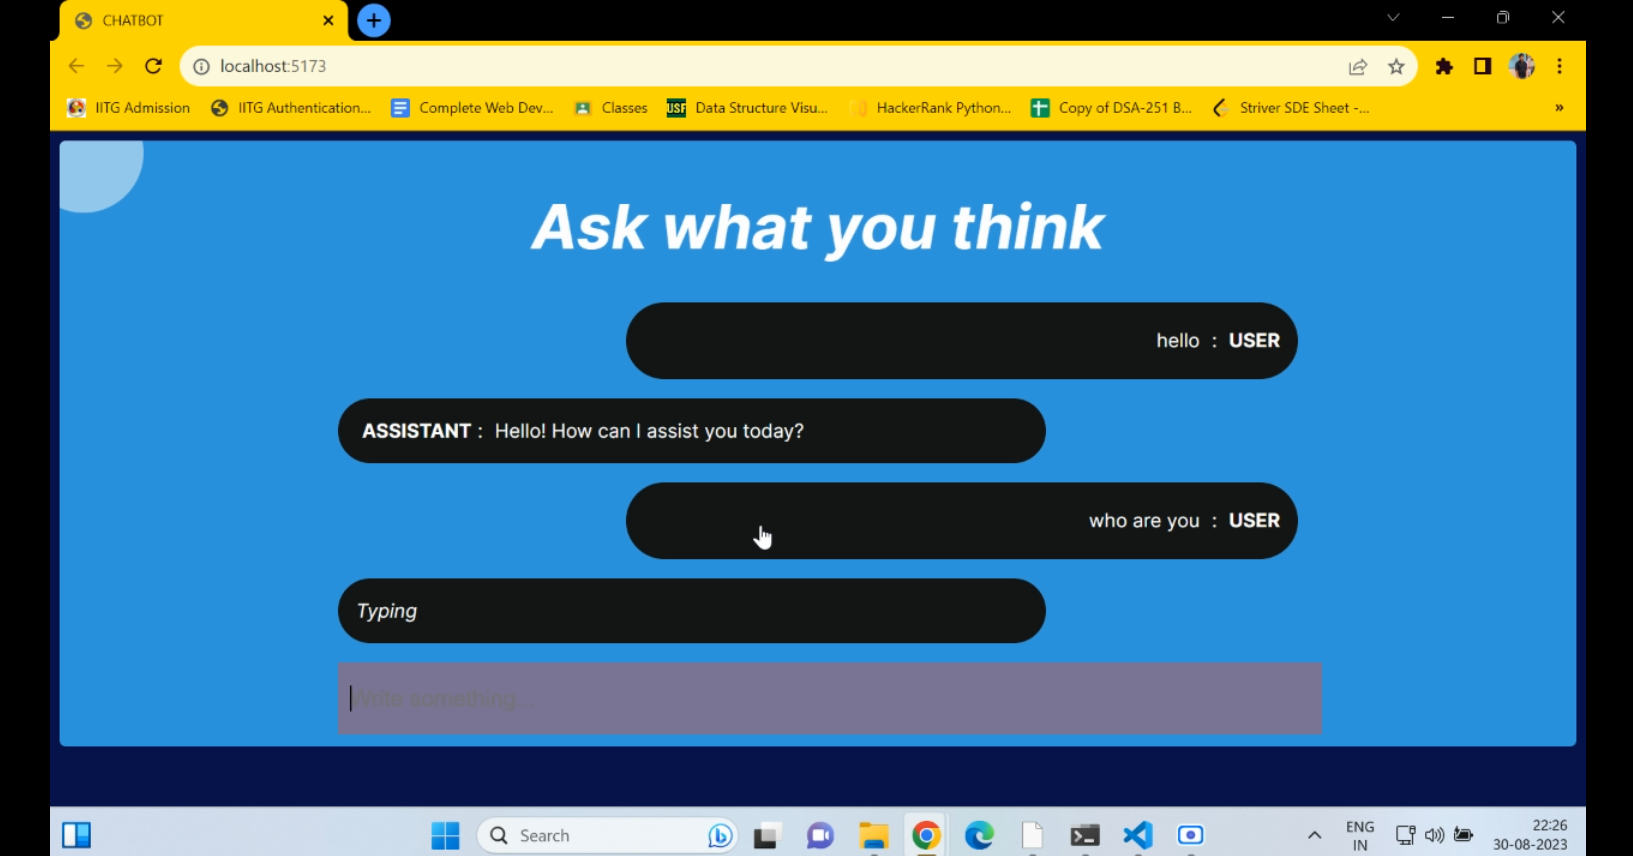 CHATBOT
localhost:5173
IITG Admission
IITG Authentication...
Complete Web Dev...
Classes
USF
Data Structure Visu...
HackerRank Python...
Copy of DSA-251 B...
Striver SDE Sheet -...
»
Ask what you think
hello : USER
ASSISTANT : Hello! How can I assist you today?
who are you : USER
Typing
Write something...
Search
ENG
IN
22:26
30-08-2023